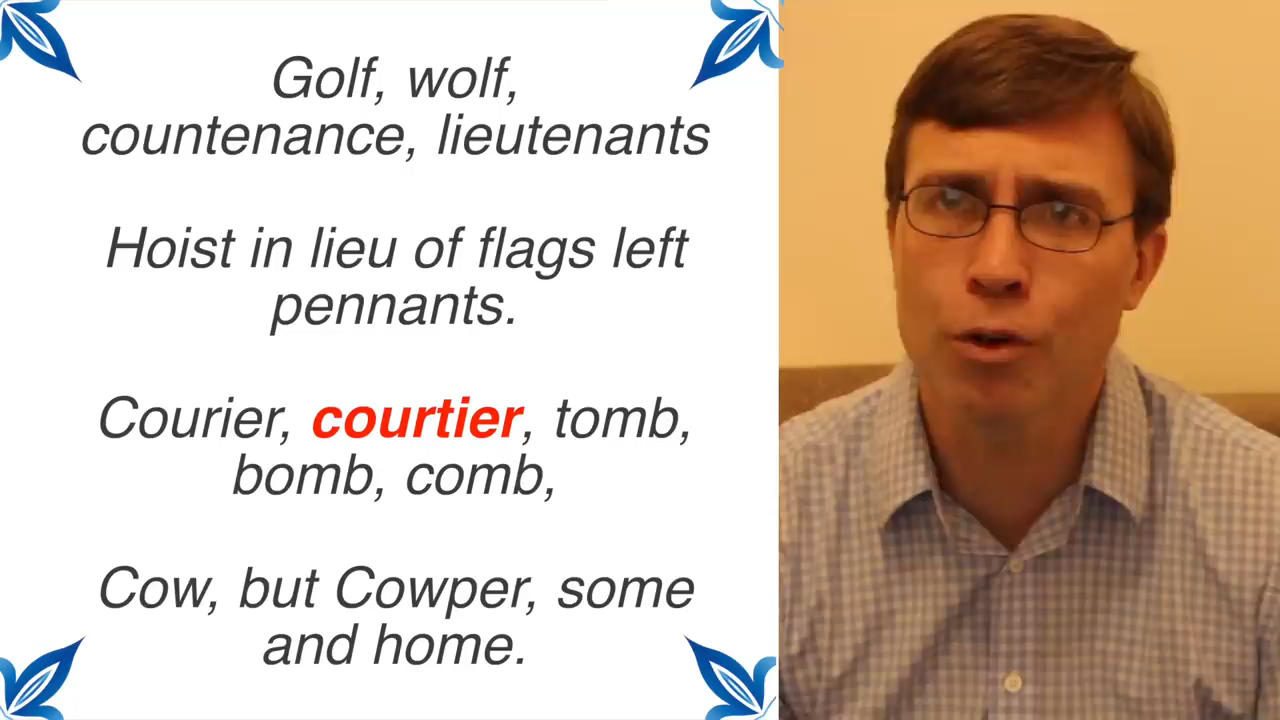 Golf, wolf,
countenance, lieutenants
Hoist in lieu of flags left
pennants.
Courier, courtier, tomb,
bomb, comb,
Cow, but Cowper, some
and home.